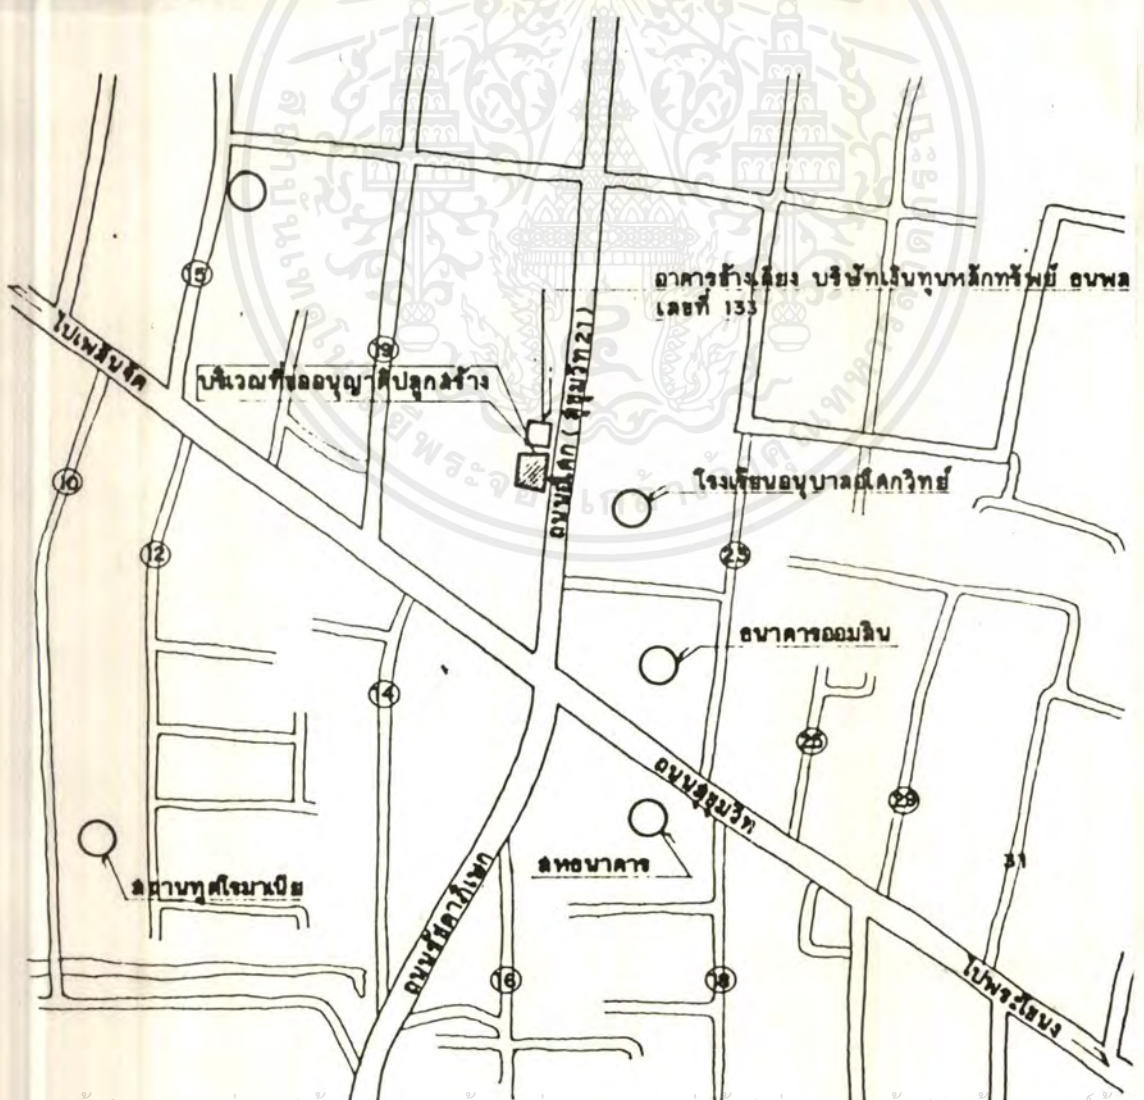 15
อาคารข้างเคียง บริษัทเงินทุนหลักทรัพย์ ธนพล
เลขที่ 133
ไปเพลินจิต
19
บริเวณที่ขออนุญาติปลูกสร้าง
ถนนอโศก (สุขุมวิท 21)
10
โรงเรียนอนุบาลอโศกวิทย์
12
23
ธนาคารออมสิน
14
25
ถนนสุขุมวิท
29
สถานทูตโรมาเนีย
สหธนาคาร
31
ถนนรัชดาภิเษก
16
18
ไปพระโขนง